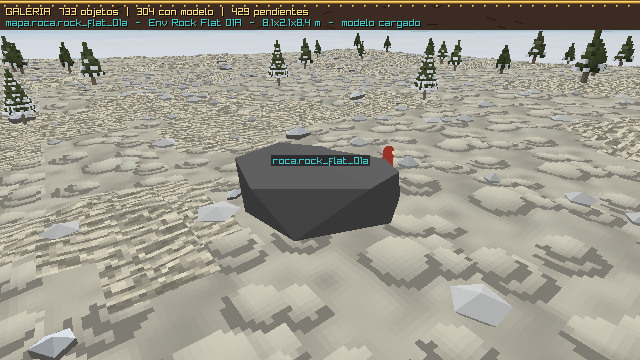 GALERÍA 733 objetos | 304 con modelo | 429 pendientes
mapa.roca.rock_flat_01a - Env Rock Flat 01A - 8.1x2.1x8.4 m - modelo cargado
roca.rock_flat_01a